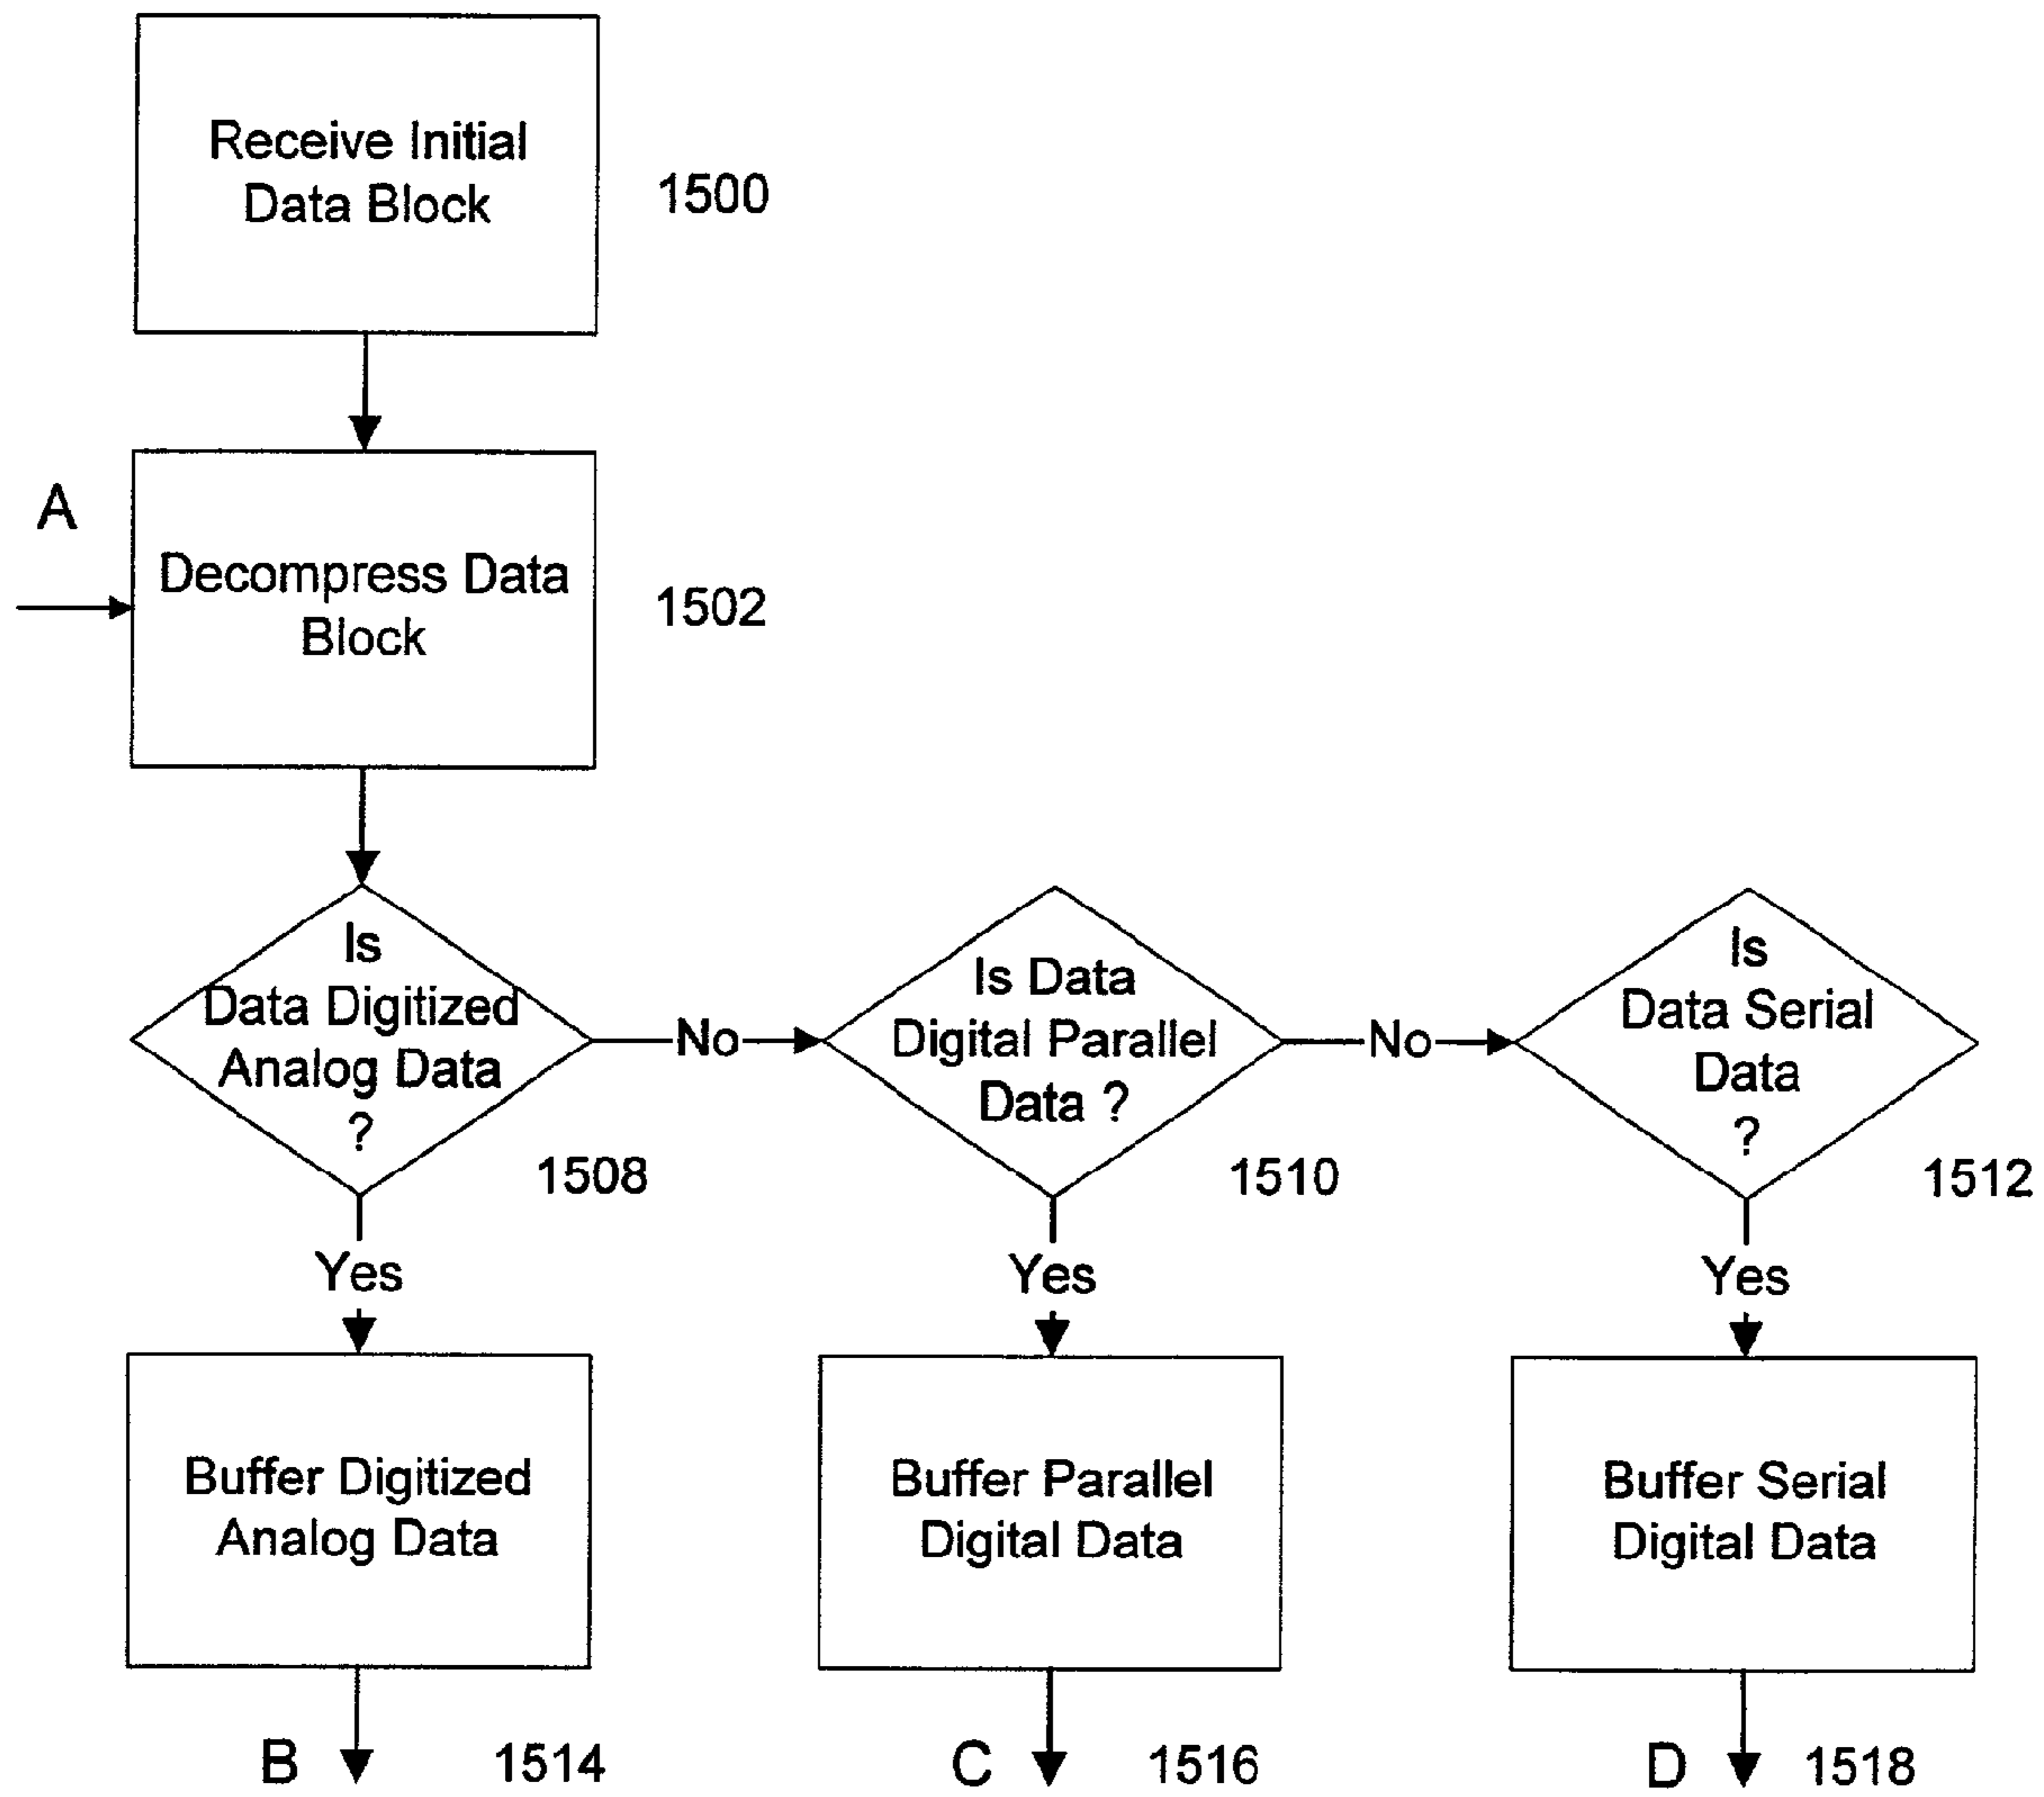 Receive Initial
Data Block
1500
A
Decompress Data
Block
1502
Is
Data Digitized
Analog Data
?
1508
No
Is Data
Digital Parallel
Data ?
1510
No
Is
Data Serial
Data
?
1512
Yes
Yes
Yes
Buffer Digitized
Analog Data
Buffer Parallel
Digital Data
Buffer Serial
Digital Data
B
1514
C
1516
D
1518